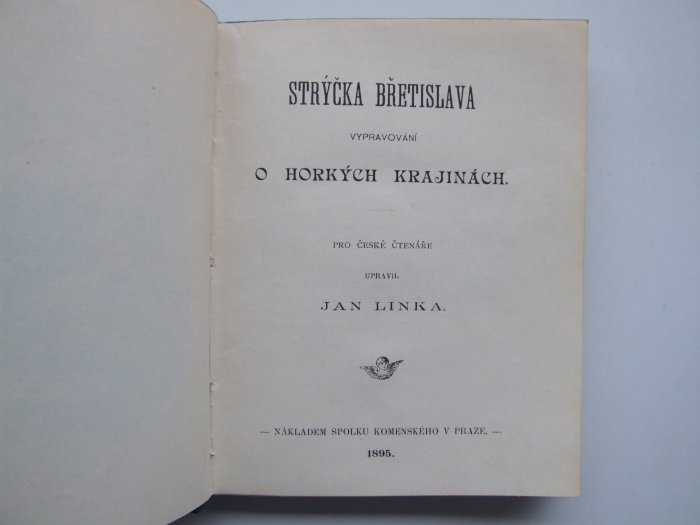 STRÝČKA BŘETISLAVA
VYPRAVOVÁNÍ
O HORKÝCH KRAJINÁCH.
PRO ČESKÉ ČTENÁŘE
UPRAVIL
JAN LINKA.
— NÁKLADEM SPOLKU KOMENSKÉHO V PRAZE. —
1895.